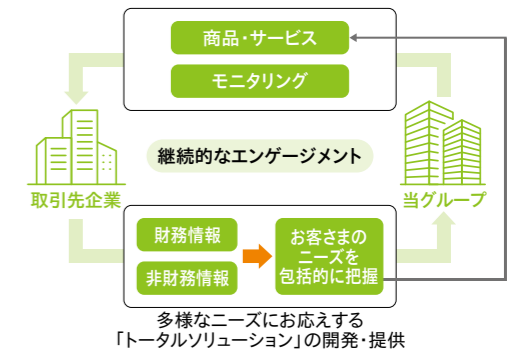 商品・サービス
モニタリング
継続的なエンゲージメント
取引先企業
当グループ
財務情報
非財務情報
お客さまの
ニーズを
包括的に把握
多様なニーズにお応えする
「トータルソリューション」の開発・提供